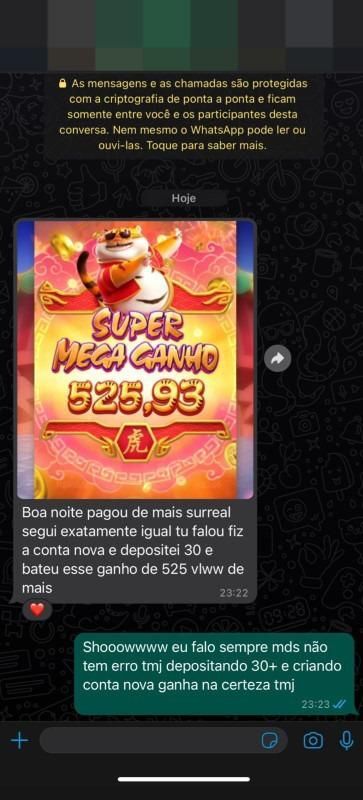 As mensagens e as chamadas são protegidas
com a criptografia de ponta a ponta e ficam
somente entre você e os participantes desta
conversa. Nem mesmo o WhatsApp pode ler ou
ouvi-las. Toque para saber mais.
Hoje
SUPER
MEGA GANHO
525,93
虎
Boa noite pagou de mais surreal
segui exatamente igual tu falou fiz
a conta nova e depositei 30 e
bateu esse ganho de 525 vlww de
mais
23:22
Shooowwww eu falo sempre mds não
tem erro tmj depositando 30+ e criando
conta nova ganha na certeza tmj
23:23